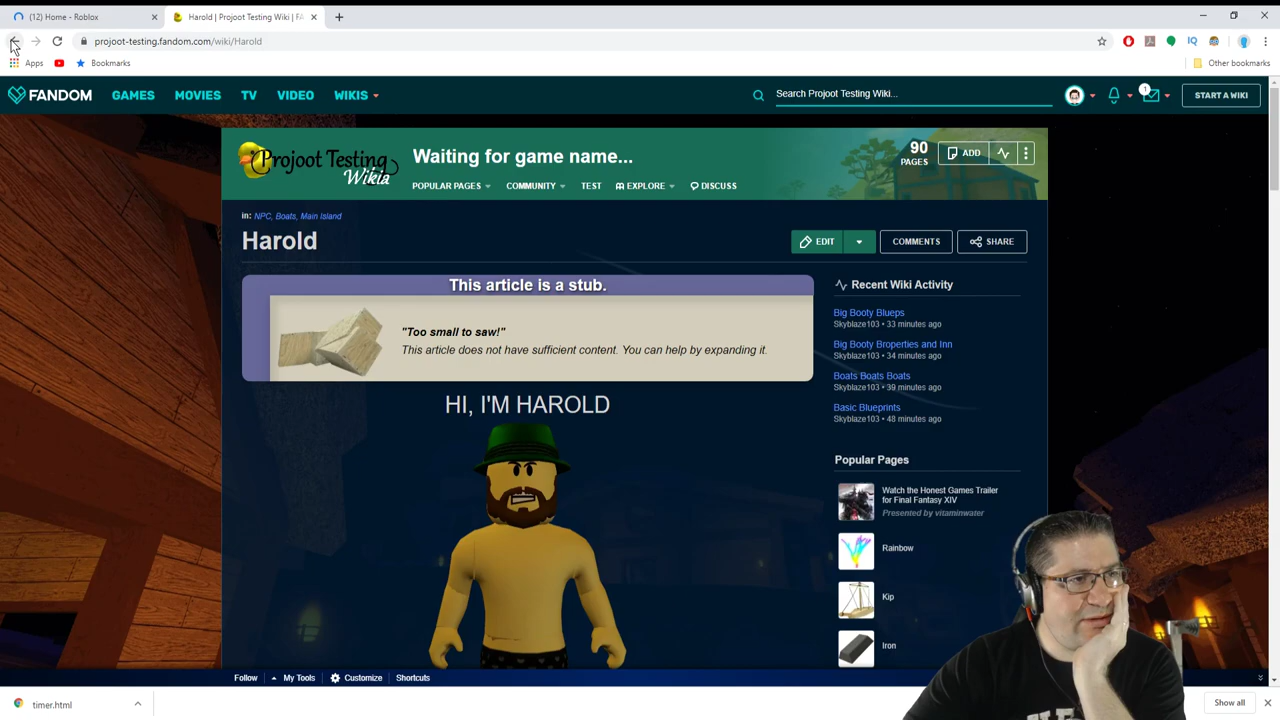 (12) Home - Roblox
Harold | Projoot Testing Wiki | FA
projoot-testing.fandom.com/wiki/Harold
IQ
Apps
Bookmarks
Other bookmarks
FANDOM
GAMES
MOVIES
TV
VIDEO
WIKIS
Search Projoot Testing Wiki...
1
START A WIKI
Projoot Testing
Wikia
Waiting for game name...
90
PAGES
ADD
POPULAR PAGES
COMMUNITY
TEST
EXPLORE
DISCUSS
in: NPC, Boats, Main Island
Harold
EDIT
COMMENTS
SHARE
This article is a stub.
"Too small to saw!"
This article does not have sufficient content. You can help by expanding it.
HI, I'M HAROLD
Recent Wiki Activity
Big Booty Blueps
Skyblaze103 • 33 minutes ago
Big Booty Broperties and Inn
Skyblaze103 • 34 minutes ago
Boats Boats Boats
Skyblaze103 • 39 minutes ago
Basic Blueprints
Skyblaze103 • 48 minutes ago
Popular Pages
Watch the Honest Games Trailer
for Final Fantasy XIV
Presented by vitaminwater
Rainbow
Kip
Iron
Follow
My Tools
Customize
Shortcuts
timer.html
Show all